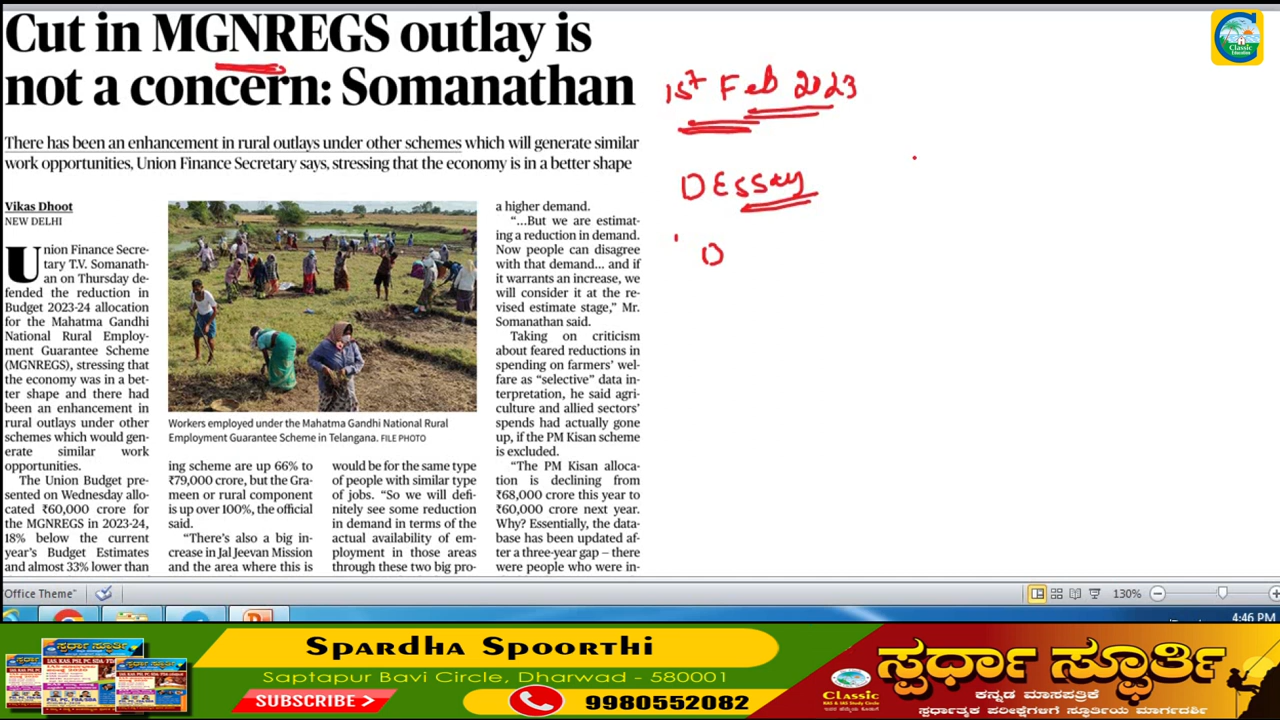 Cut in MGNREGS outlay is
not a concern: Somanathan
There has been an enhancement in rural outlays under other schemes which will generate similar
work opportunities, Union Finance Secretary says, stressing that the economy is in a better shape
Vikas Dhoot
NEW DELHI
Union Finance Secre-
tary T.V. Somanath-
an on Thursday de-
fended the reduction in
Budget 2023-24 allocation
for the Mahatma Gandhi
National Rural Employ-
ment Guarantee Scheme
(MGNREGS), stressing that
the economy was in a bet-
ter shape and there had
been an enhancement in
rural outlays under other
schemes which would gen-
erate similar work
opportunities.
The Union Budget pre-
sented on Wednesday allo-
cated ₹60,000 crore for
the MGNREGS in 2023-24,
18% below the current
year's Budget Estimates
and almost 33% lower than
Workers employed under the Mahatma Gandhi National Rural
Employment Guarantee Scheme in Telangana. FILE PHOTO
ing scheme are up 66% to
₹79,000 crore, but the Gra-
meen or rural component
is up over 100%, the official
said.
"There's also a big in-
crease in Jal Jeevan Mission
and the area where this is
would be for the same type
of people with similar type
of jobs. "So we will defi-
nitely see some reduction
in demand in terms of the
actual availability of em-
ployment in those areas
through these two big pro-
a higher demand.
"...But we are estimat-
ing a reduction in demand.
Now people can disagree
with that demand... and if
it warrants an increase, we
will consider it at the re-
vised estimate stage," Mr.
Somanathan said.
Taking on criticism
about feared reductions in
spending on farmers' wel-
fare as "selective" data in-
terpretation, he said agri-
culture and allied sectors'
spends had actually gone
up, if the PM Kisan scheme
is excluded.
"The PM Kisan alloca-
tion is declining from
₹68,000 crore this year to
₹60,000 crore next year.
Why? Essentially, the data-
base has been updated af-
ter a three-year gap – there
were people who were in-
1st Feb 2023
DEssay
D
Classic
Education
Office Theme"
130%
4:46 PM
Spardha Spoorthi
Saptapur Bavi Circle, Dharwad - 580001
SUBSCRIBE
9980552082
Classic
KAS & IAS Study Circle
ಸ್ಪರ್ಧಾ ಸ್ಫೂರ್ತಿ
ಕನ್ನಡ ಮಾಸಪತ್ರಿಕೆ
ಸ್ಪರ್ಧಾತ್ಮಕ ಪರೀಕ್ಷೆಗಳಿಗೆ ಸ್ಫೂರ್ತಿಯ ಮಾರ್ಗದರ್ಶಿ